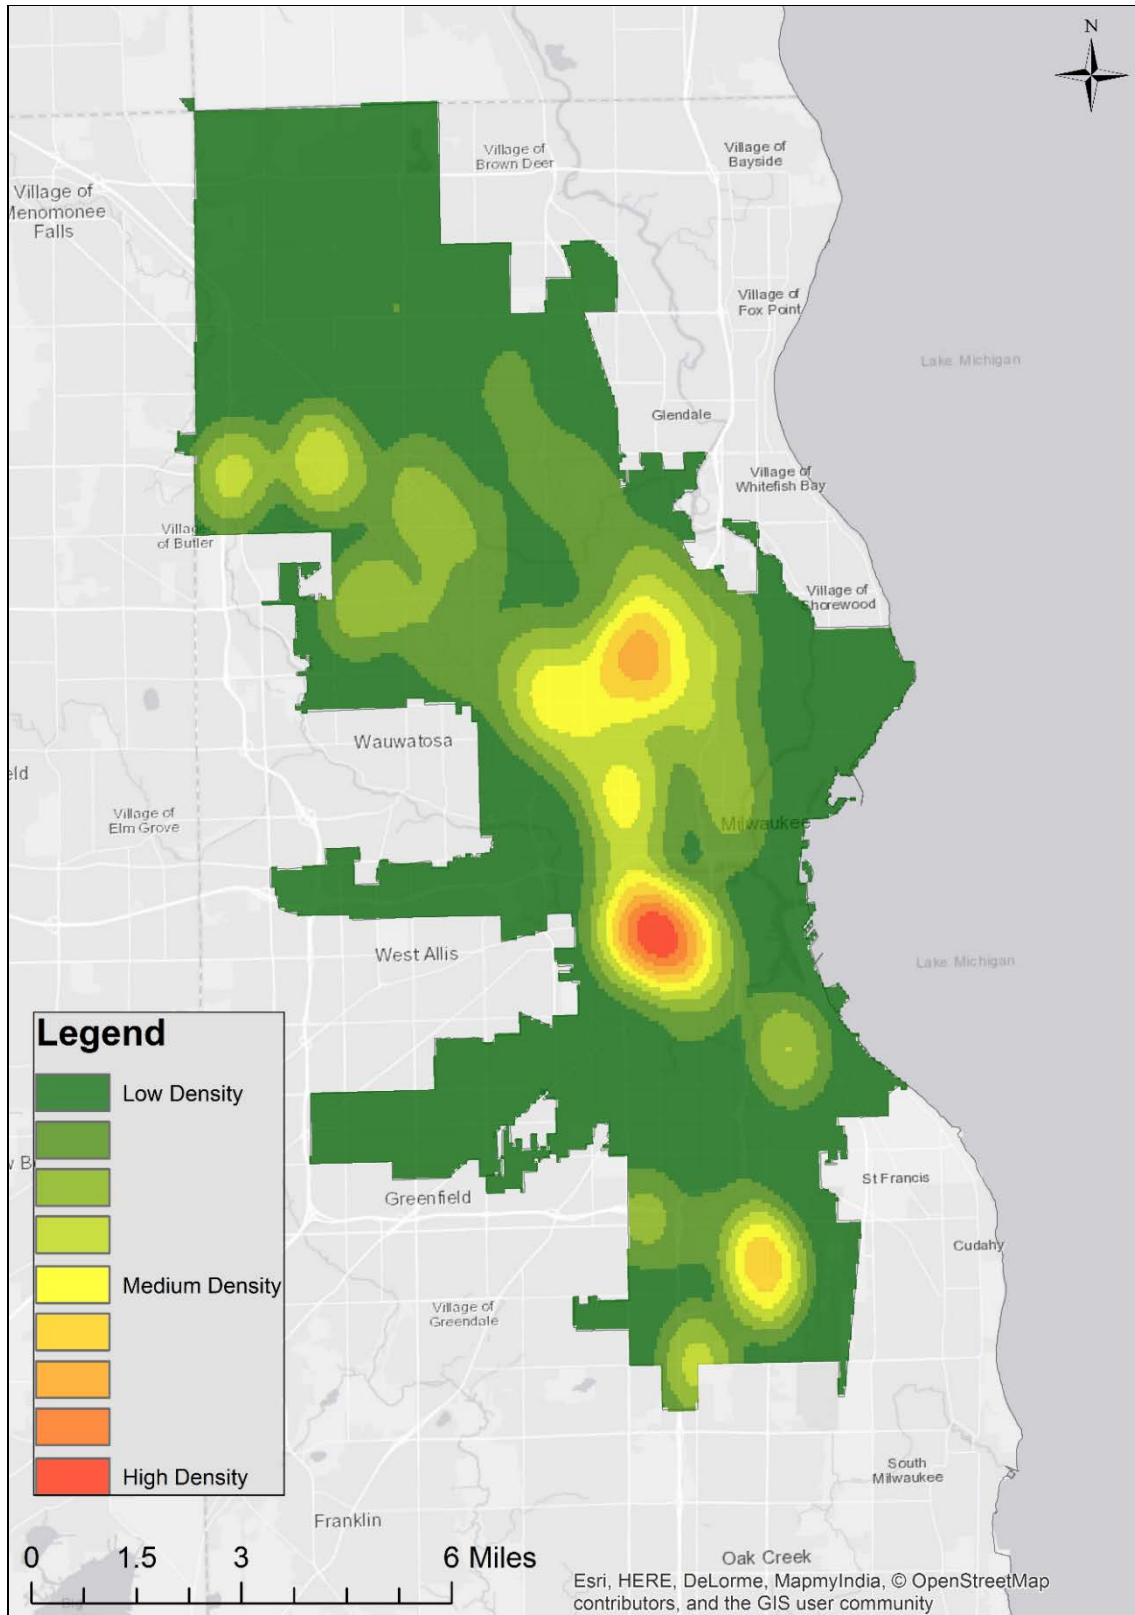 N
Village of
Brown Deer
Village of
Bayside
Village of
Menomonee
Falls
Village of
Fox Point
Lake Michigan
Glendale
Village of
Whitefish Bay
Village
of Butler
Village of
Shorewood
Wauwatosa
eld
Village of
Elm Grove
Milwaukee
West Allis
Lake Michigan
Legend
Low Density
Medium Density
High Density
w B
Greenfield
St Francis
Cudahy
Village of
Greendale
South
Milwaukee
Franklin
Oak Creek
0 1.5 3 6 Miles
Big
Esri, HERE, DeLorme, MapmyIndia, © OpenStreetMap
contributors, and the GIS user community